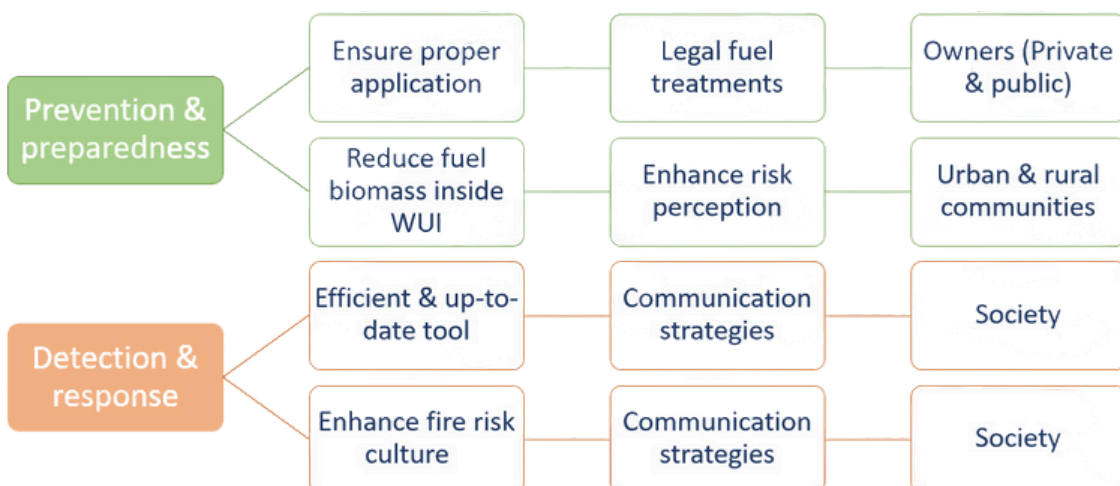 Ensure proper
application
Legal fuel
treatments
Owners (Private
& public)
Prevention &
preparedness
Reduce fuel
biomass inside
WUI
Enhance risk
perception
Urban & rural
communities
Efficient & up-to-
date tool
Communication
strategies
Society
Detection &
response
Enhance fire risk
culture
Communication
strategies
Society